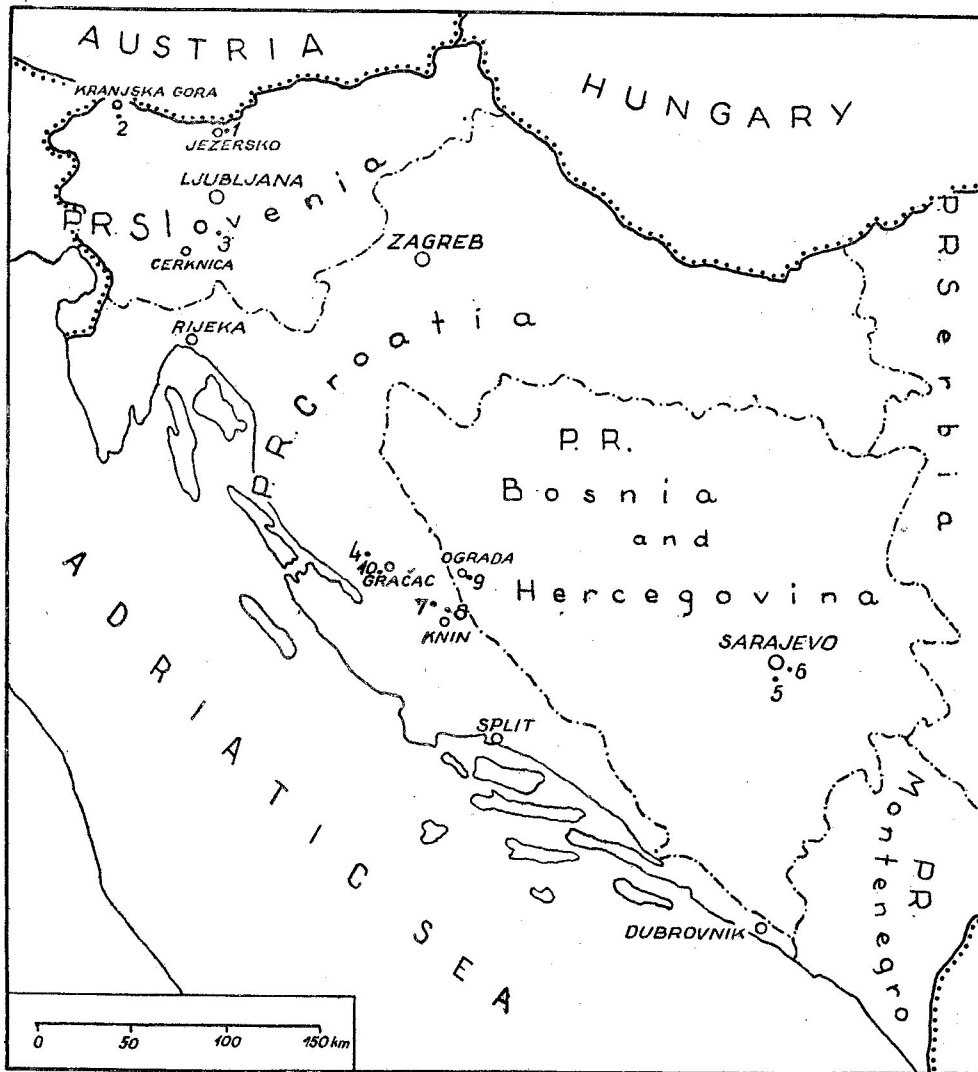 AUSTRIA
HUNGARY
KRANJSKA GORA
2
1
JEZERSKO
LJUBLJANA
P.R. Slovenia
3
CERKNICA
ZAGREB
P.R. Serbia
RIJEKA
P.R. Croatia
P. R.
Bosnia
and
Hercegovina
4
10
GRAČAC
OGRADA
9
7
8
KNIN
SARAJEVO
6
5
SPLIT
ADRIATIC SEA
P.R.
Montenegro
DUBROVNIK
0 50 100 150 km